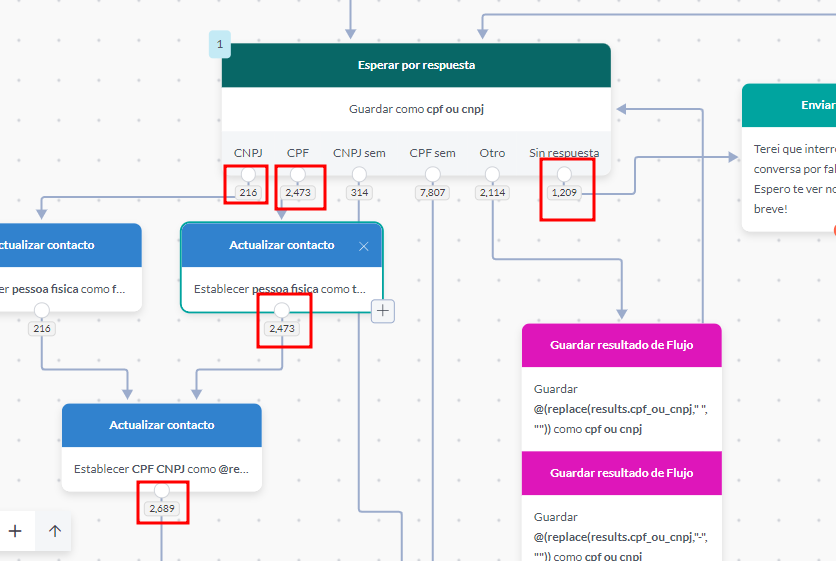 1
Esperar por respuesta
Guardar como cpf ou cnpj
CNPJ CPF CNPJ sem CPF sem Otro Sin respuesta
216 2,473 314 7,807 2,114 1,209
Enviar
Terei que interro
conversa por fal
Espero te ver no
breve!
ctualizar contacto
er pessoa fisica como f...
216
Actualizar contacto
Establecer pessoa fisica como t...
2,473
Actualizar contacto
Establecer CPF CNPJ como @re...
2,689
Guardar resultado de Flujo
Guardar
@(replace(results.cpf_ou_cnpj," ",
"")) como cpf ou cnpj
Guardar resultado de Flujo
Guardar
@(replace(results.cpf_ou_cnpj,"-",
"")) como cpf ou cnpj